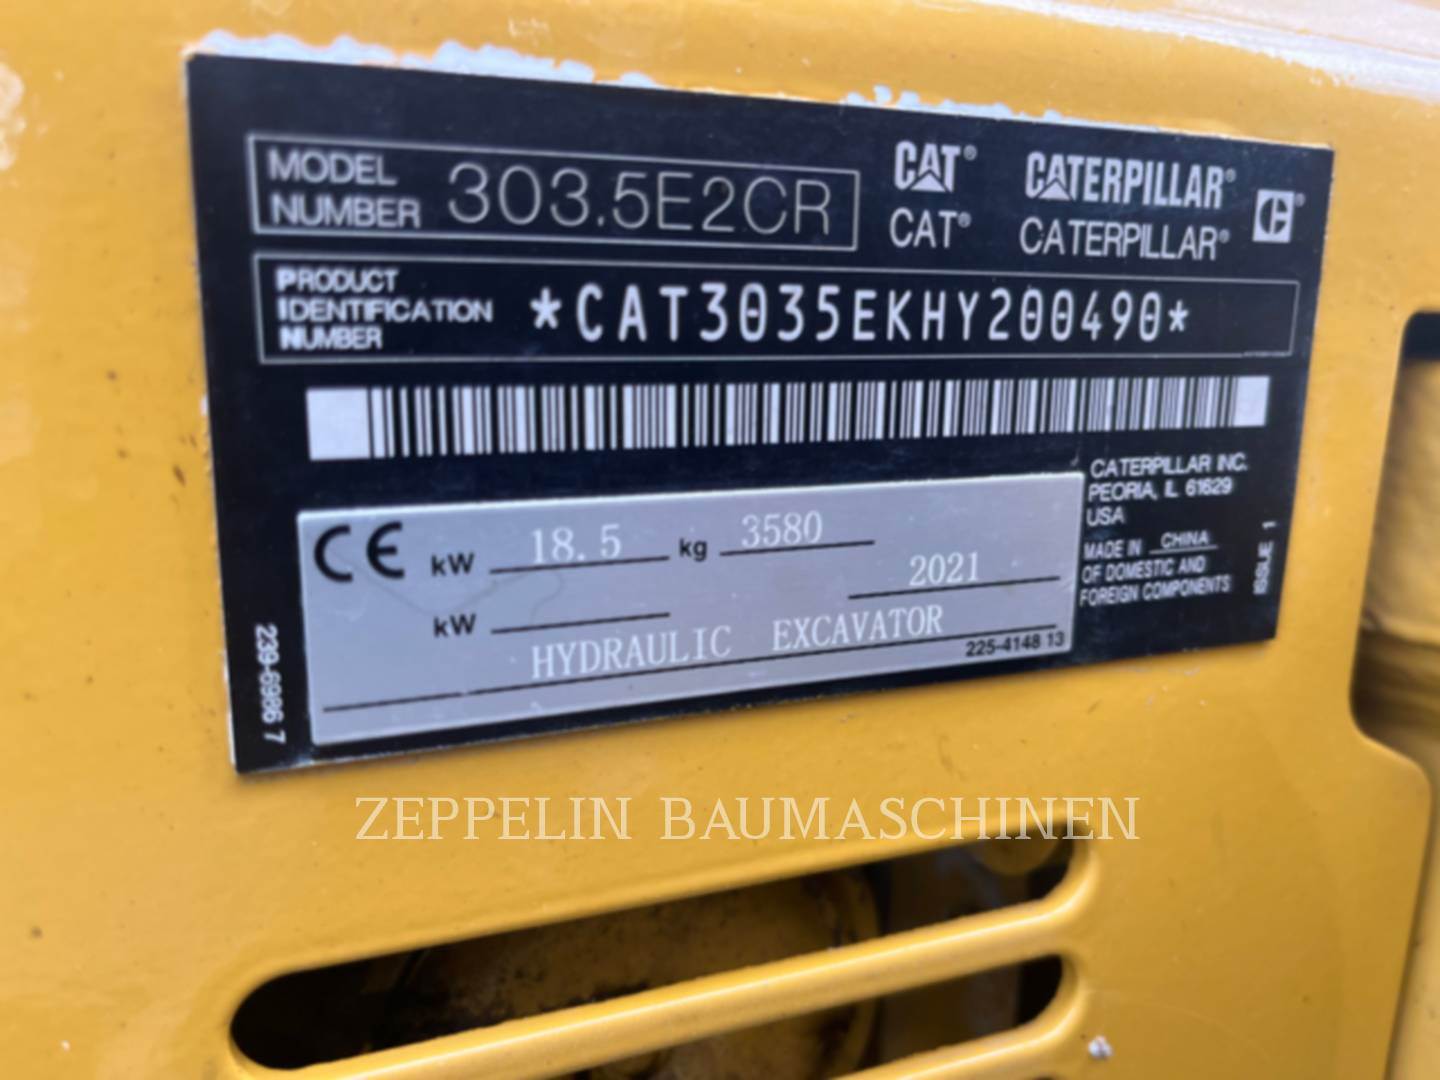 MODEL NUMBER 303.5E2CR
CAT® CATERPILLAR® C®
CAT® CATERPILLAR®
PRODUCT
IDENTIFICATION
NUMBER
*CAT3035EKHY200490*
CATERPILLAR INC.
PEORIA, IL 61629
USA
MADE IN CHINA
OF DOMESTIC AND
FOREIGN COMPONENTS
ISSUE 1
CE kW 18.5 kg 3580
2021
kW
HYDRAULIC EXCAVATOR
225-4148 13
239-6986 7
ZEPPELIN BAUMASCHINEN